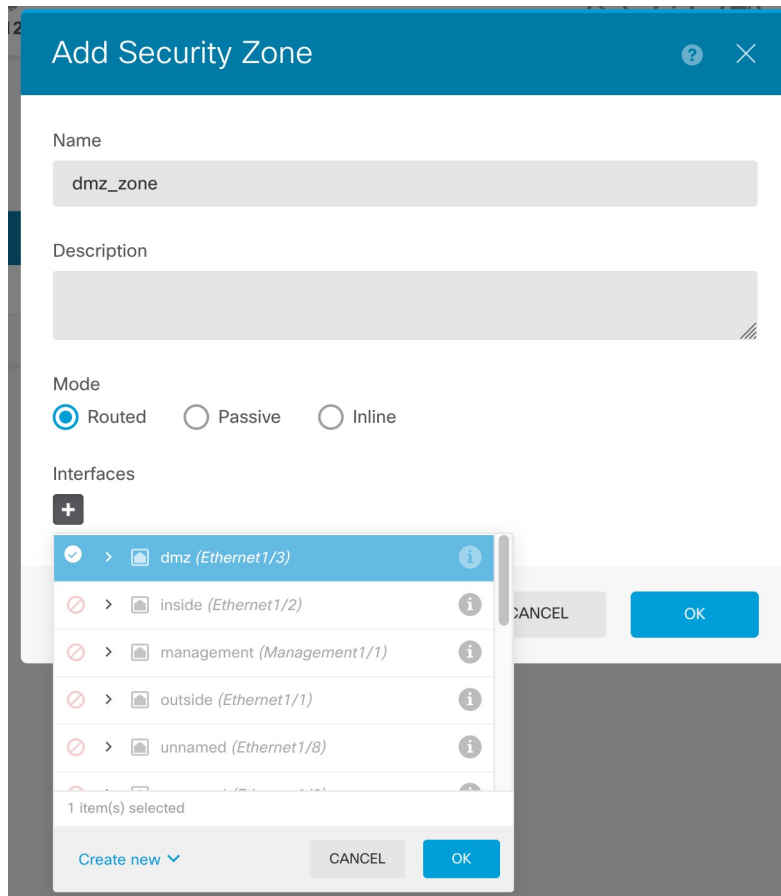 12
Add Security Zone
?
Name
dmz_zone
Description
Mode
Routed Passive Inline
Interfaces
+
dmz (Ethernet1/3) i
inside (Ethernet1/2) i
CANCEL OK
management (Management1/1) i
outside (Ethernet1/1) i
unnamed (Ethernet1/8) i
1 item(s) selected
Create new CANCEL OK